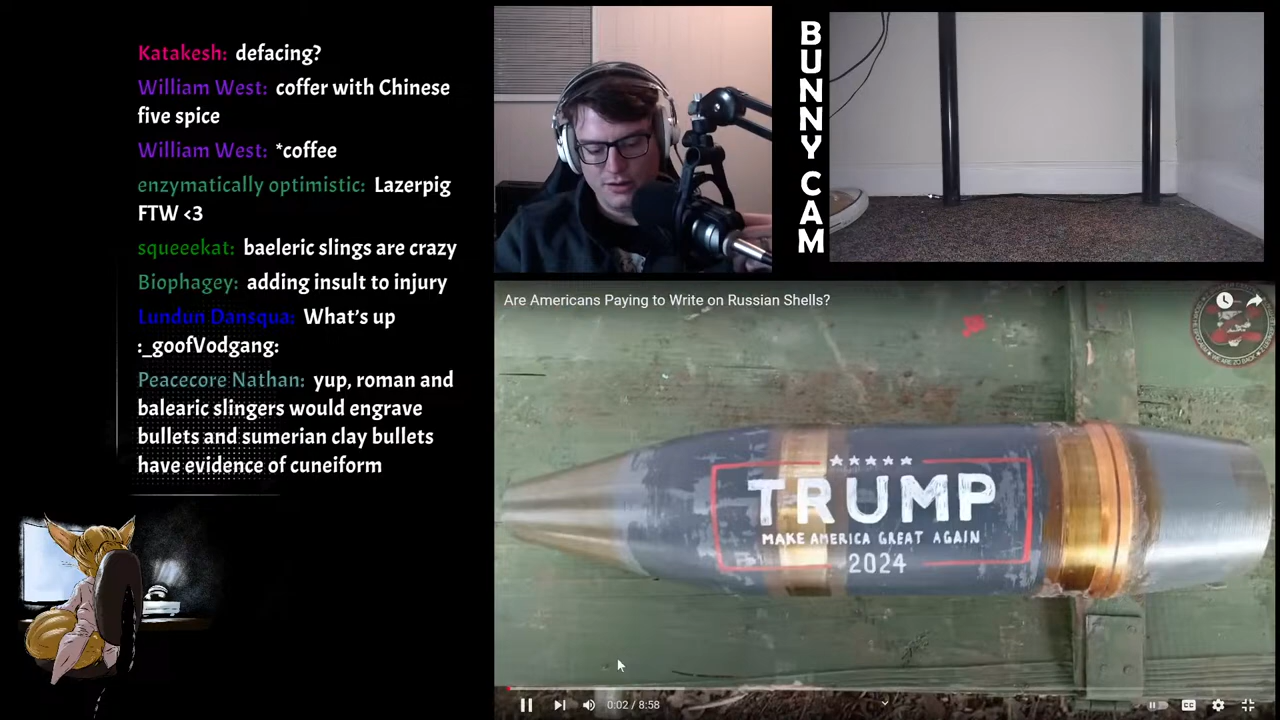 Katakesh: defacing?
William West: coffer with Chinese
five spice
William West: *coffee
enzymatically optimistic: Lazerpig
FTW <3
squeeekat: baeleric slings are crazy
Biophagey: adding insult to injury
Lundun Dansqua: What's up
:_goofVodgang:
Peacecore Nathan: yup, roman and
balearic slingers would engrave
bullets and sumerian clay bullets
have evidence of cuneiform
BUNNY CAM
Are Americans Paying to Write on Russian Shells?
TRUMP
MAKE AMERICA GREAT AGAIN
2024
0:02 / 8:58
CC